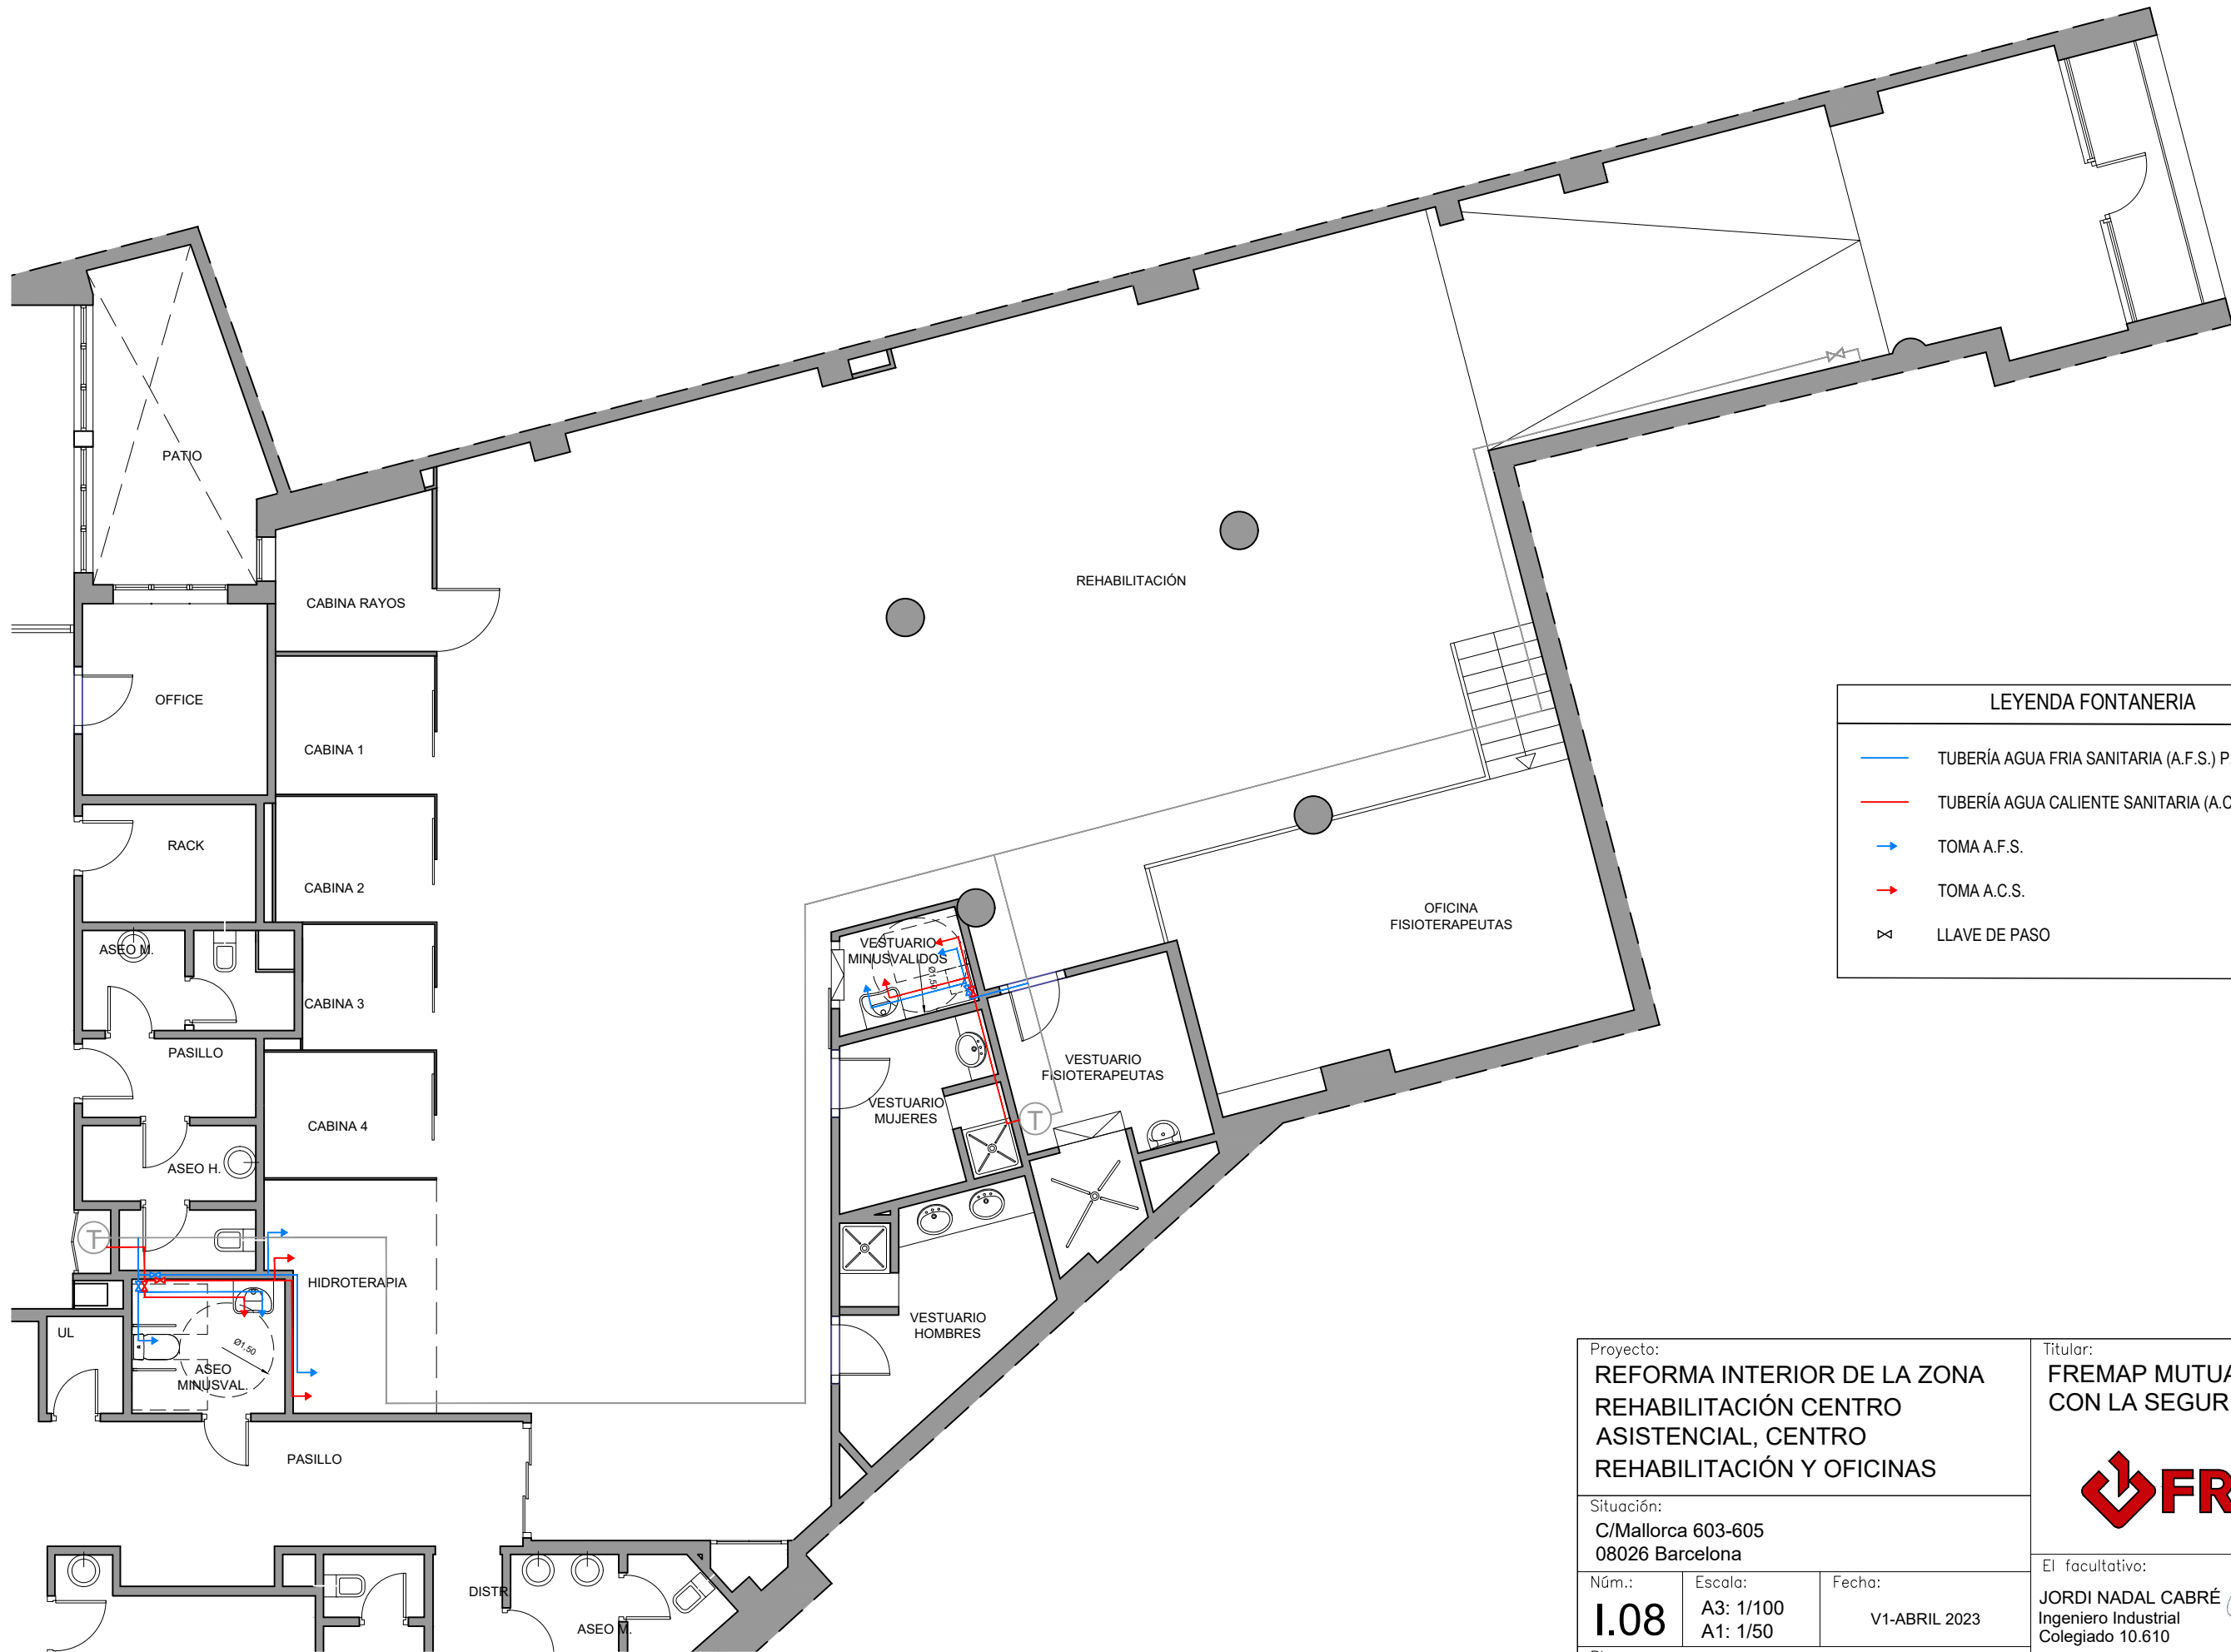 PATIO
CABINA RAYOS
REHABILITACIÓN
OFFICE
CABINA 1
RACK
CABINA 2
ASEO M.
CABINA 3
PASILLO
CABINA 4
ASEO H.
T
HIDROTERAPIA
UL
Ø1,50
ASEO
MINUSVAL.
PASILLO
DISTR.
ASEO M.
VESTUARIO
MINUSVALIDOS
Ø1,50
VESTUARIO
MUJERES
VESTUARIO
FISIOTERAPEUTAS
T
VESTUARIO
HOMBRES
OFICINA
FISIOTERAPEUTAS
LEYENDA FONTANERIA
TUBERÍA AGUA FRIA SANITARIA (A.F.S.) P.
TUBERÍA AGUA CALIENTE SANITARIA (A.C
TOMA A.F.S.
TOMA A.C.S.
LLAVE DE PASO
Proyecto:
REFORMA INTERIOR DE LA ZONA
REHABILITACIÓN CENTRO
ASISTENCIAL, CENTRO
REHABILITACIÓN Y OFICINAS
Situación:
C/Mallorca 603-605
08026 Barcelona
Núm.:
I.08
Escala:
A3: 1/100
A1: 1/50
Fecha:
V1-ABRIL 2023
Titular:
FREMAP MUTUA
CON LA SEGUR
FR
El facultativo:
JORDI NADAL CABRÉ
Ingeniero Industrial
Colegiado 10.610